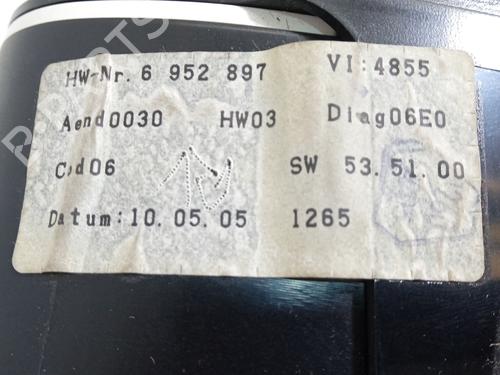 HW-Nr. 6 952 897 VI:4855
Aend0030 HW03 Diag06E0
Cod06 SW 53.51.00
Datum: 10.05.05 1265